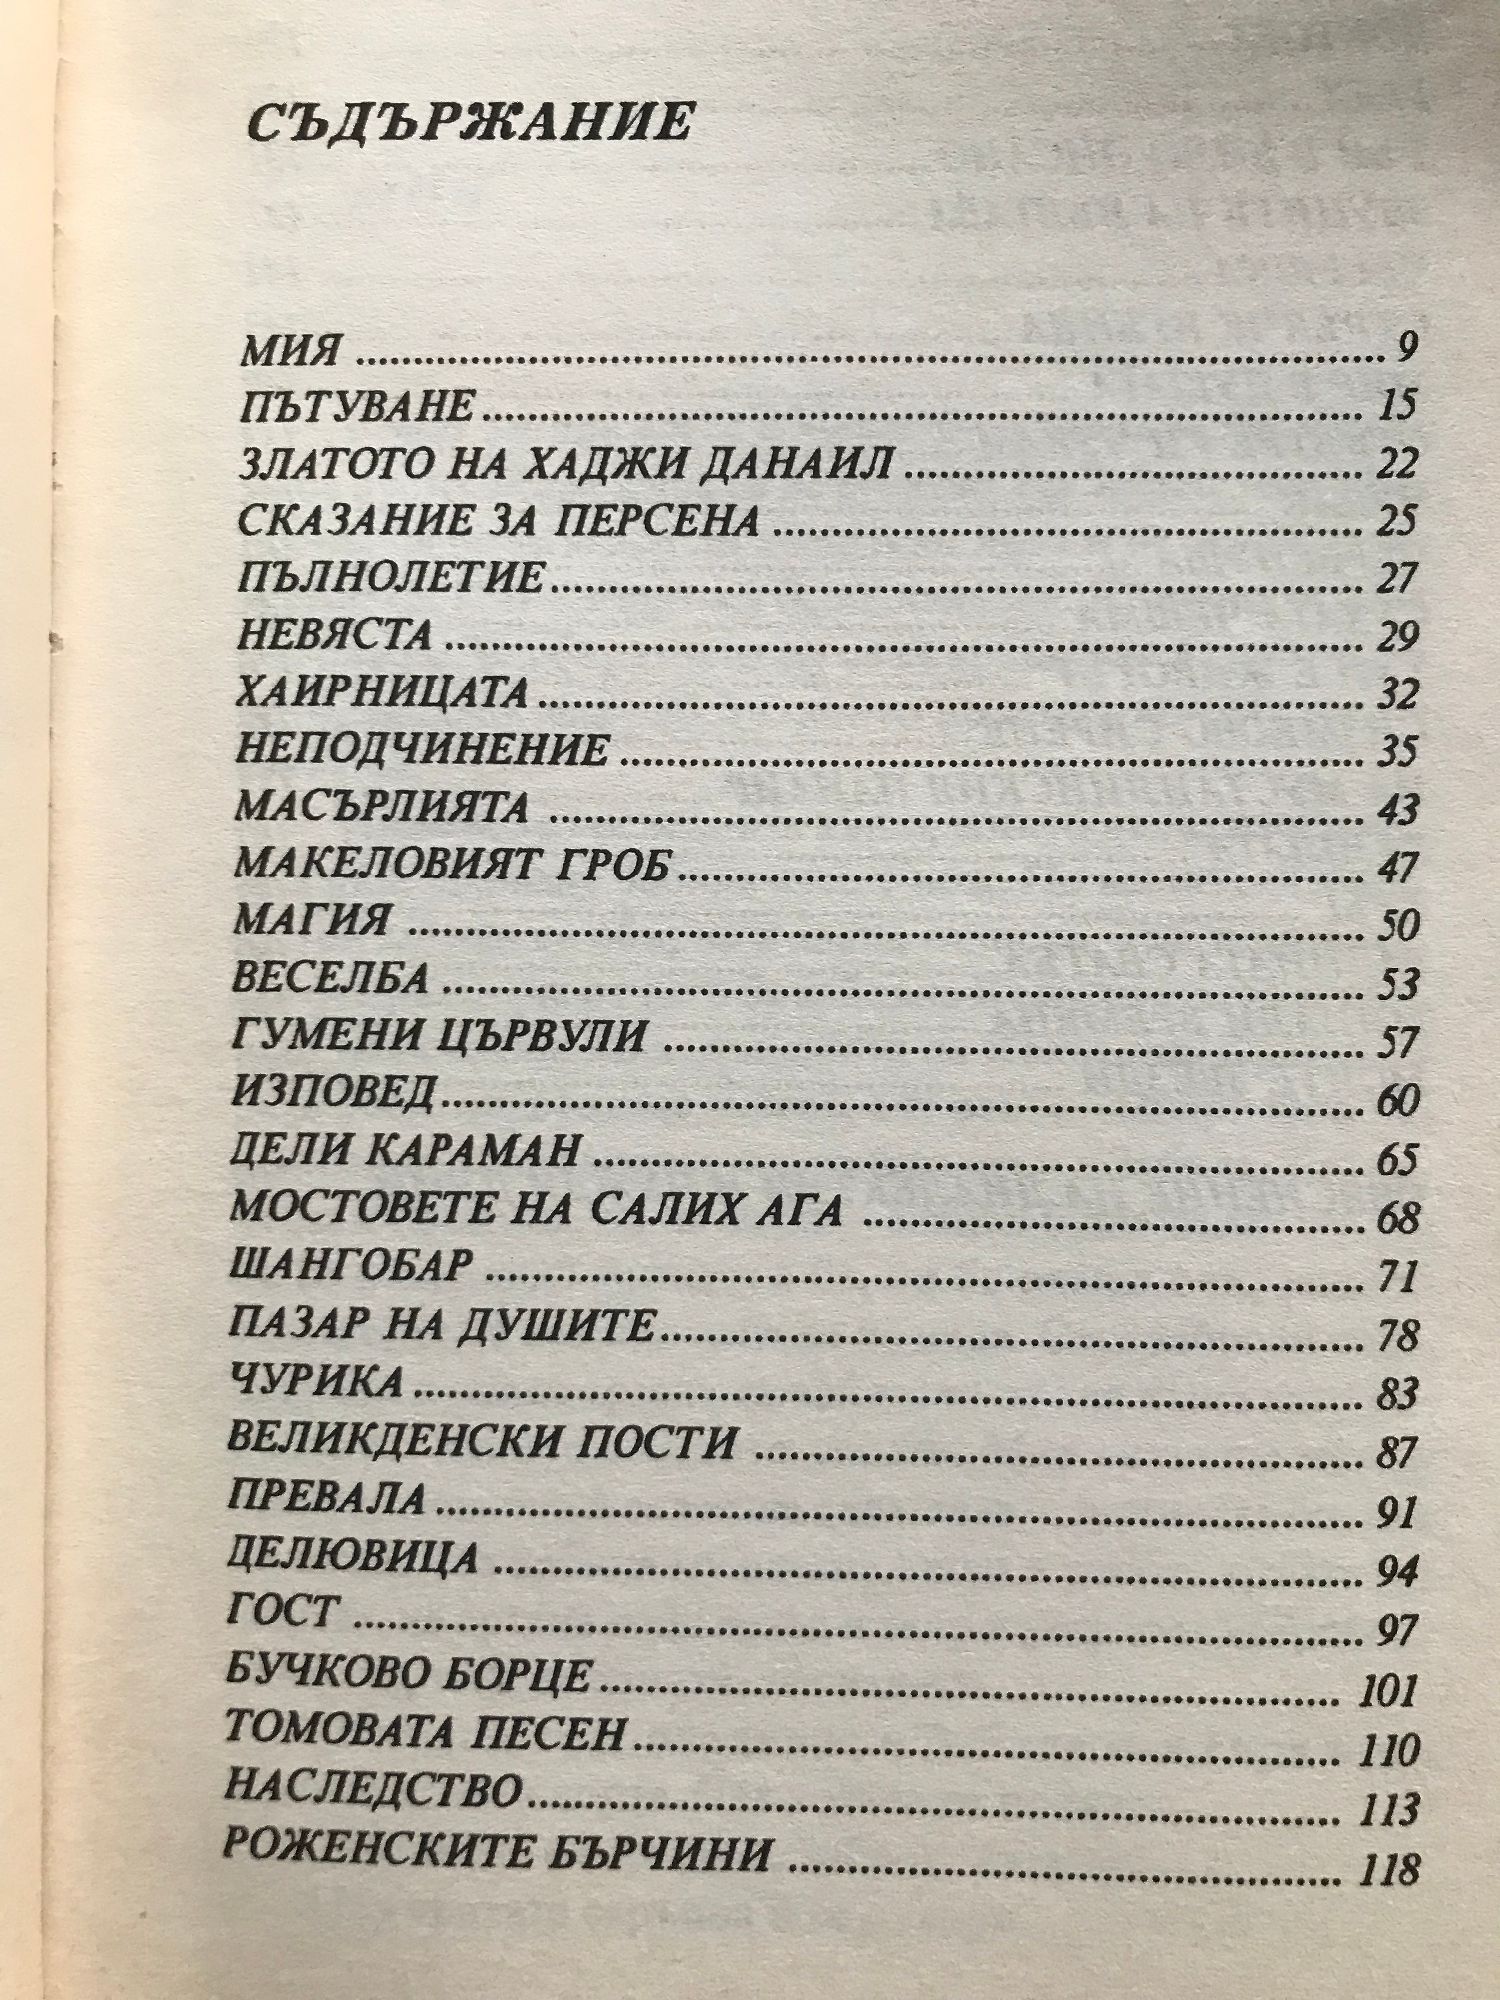 СЪДЪРЖАНИЕ
МИЯ ........................................................................................ 9
ПЪТУВАНЕ........................................................................... 15
ЗЛАТОТО НА ХАДЖИ ДАНАИЛ ....................................... 22
СКАЗАНИЕ ЗА ПЕРСЕНА .................................................. 25
ПЪЛНОЛЕТИЕ..................................................................... 27
НЕВЯСТА .............................................................................. 29
ХАИРНИЦАТА ...................................................................... 32
НЕПОДЧИНЕНИЕ ............................................................... 35
МАСЪРЛИЯТА ..................................................................... 43
МАКЕЛОВИЯТ ГРОБ.......................................................... 47
МАГИЯ ................................................................................. 50
ВЕСЕЛБА .............................................................................. 53
ГУМЕНИ ЦЪРВУЛИ ........................................................... 57
ИЗПОВЕД.............................................................................. 60
ДЕЛИ КАРАМАН ................................................................. 65
МОСТОВЕТЕ НА САЛИХ АГА .......................................... 68
ШАНГОБАР .......................................................................... 71
ПАЗАР НА ДУШИТЕ............................................................ 78
ЧУРИКА ................................................................................ 83
ВЕЛИКДЕНСКИ ПОСТИ .................................................... 87
ПРЕВАЛА.............................................................................. 91
ДЕЛЮВИЦА ......................................................................... 94
ГОСТ ..................................................................................... 97
БУЧКОВО БОРЦЕ............................................................... 101
ТОМОВАТА ПЕСЕН............................................................ 110
НАСЛЕДСТВО..................................................................... 113
РОЖЕНСКИТЕ БЪРЧИНИ ............................................... 118